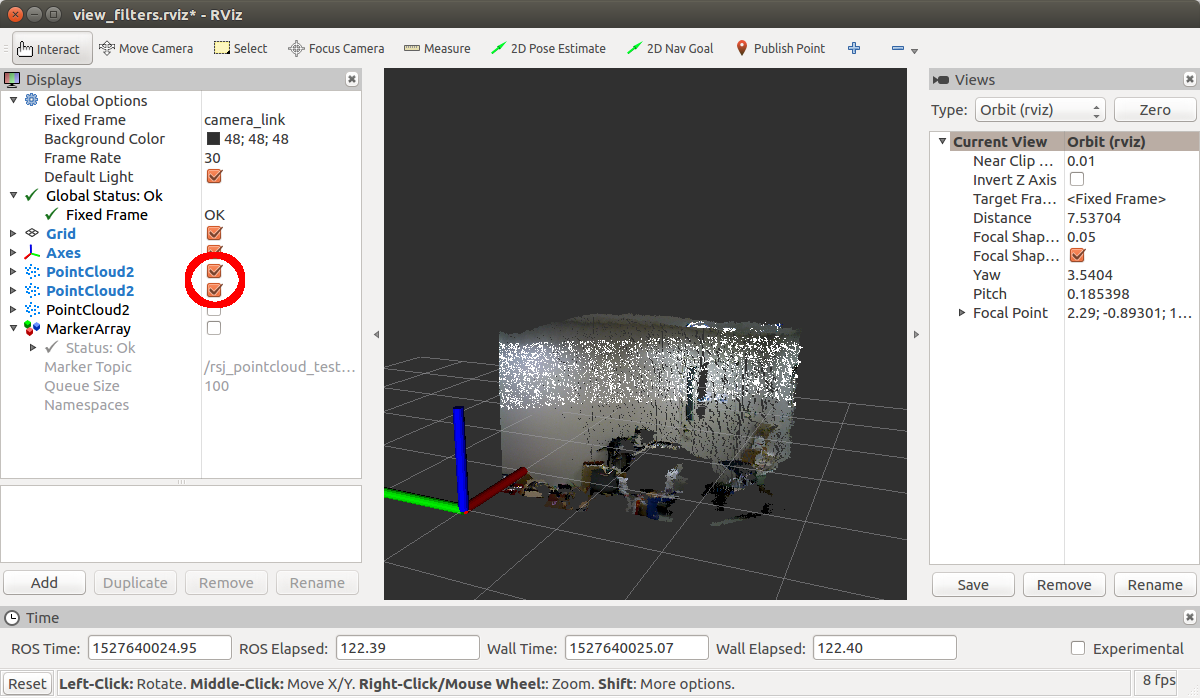 view_filters.rviz* - RViz
Interact Move Camera Select Focus Camera Measure 2D Pose Estimate 2D Nav Goal Publish Point
Displays
Global Options
Fixed Frame camera_link
Background Color 48; 48; 48
Frame Rate 30
Default Light
Global Status: Ok
Fixed Frame OK
Grid
Axes
PointCloud2
PointCloud2
PointCloud2
MarkerArray
Status: Ok
Marker Topic /rsj_pointcloud_test...
Queue Size 100
Namespaces
Add Duplicate Remove Rename
Views
Type: Orbit (rviz) Zero
Current View Orbit (rviz)
Near Clip ... 0.01
Invert Z Axis
Target Fra... <Fixed Frame>
Distance 7.53704
Focal Shap... 0.05
Focal Shap...
Yaw 3.5404
Pitch 0.185398
Focal Point 2.29; -0.89301; 1...
Save Remove Rename
Time
ROS Time: 1527640024.95 ROS Elapsed: 122.39 Wall Time: 1527640025.07 Wall Elapsed: 122.40 Experimental
Reset Left-Click: Rotate. Middle-Click: Move X/Y. Right-Click/Mouse Wheel:: Zoom. Shift: More options. 8 fps